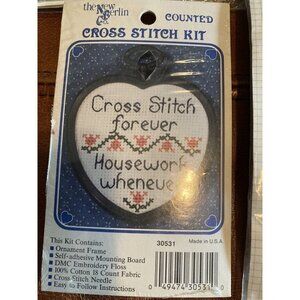 the New Berlin Co.
COUNTED
CROSS STITCH KIT
Cross Stitch
forever
Housework
wheneve
30531
Made in U.S.A.
This Kit Contains:
- Ornament Frame
- Self-adhesive Mounting Board
- DMC Embroidery Floss
- 100% Cotton 18 Count Fabric
- Cross Stitch Needle
- Easy to Follow Instructions
0 49474 30531 0